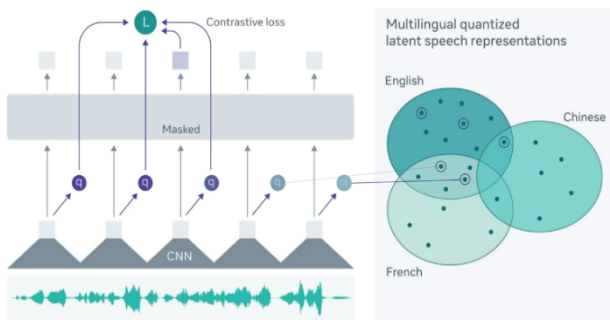 L
Contrastive loss
Masked
q
q
q
q
q
CNN
Multilingual quantized
latent speech representations
English
Chinese
French